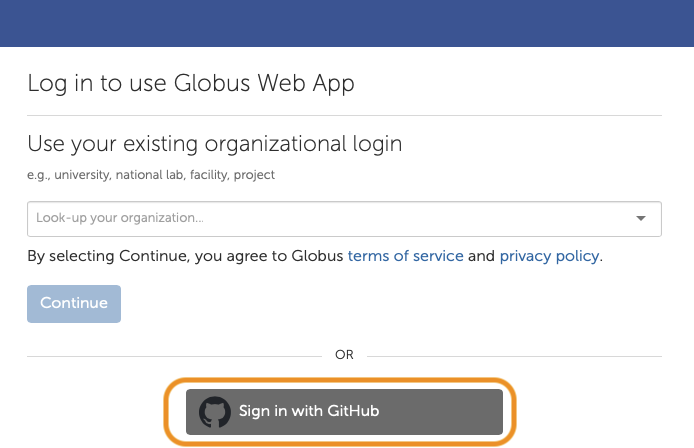 Log in to use Globus Web App
Use your existing organizational login
e.g., university, national lab, facility, project
Look-up your organization...
By selecting Continue, you agree to Globus terms of service and privacy policy.
Continue
OR
Sign in with GitHub